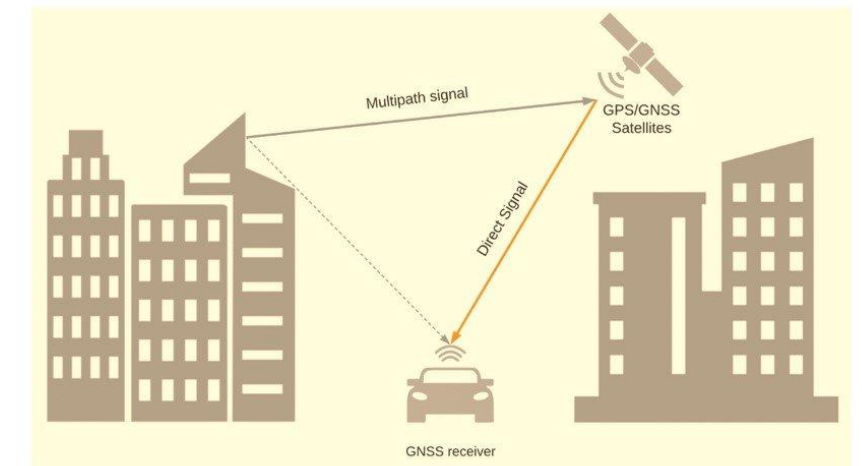 Multipath signal
GPS/GNSS
Satellites
Direct Signal
GNSS receiver